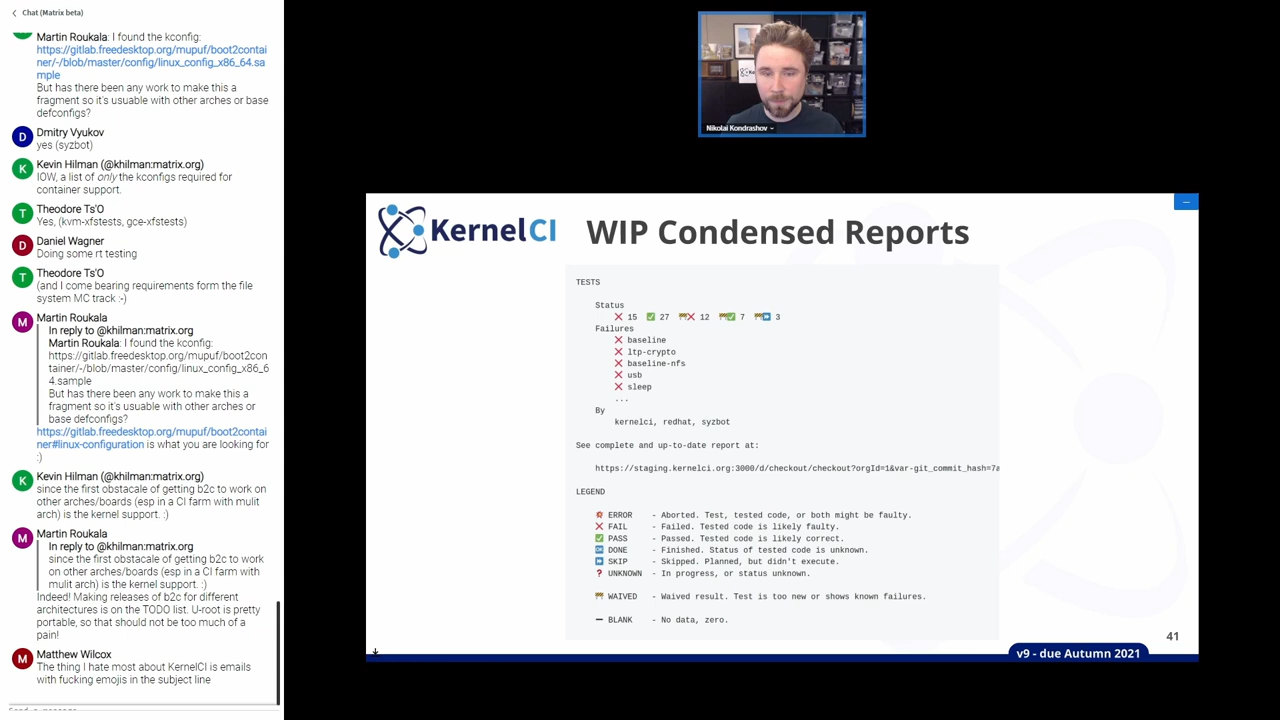 Chat (Matrix beta)
Martin Roukala: I found the kconfig:
https://gitlab.freedesktop.org/mupuf/boot2contai
ner/-/blob/master/config/linux_config_x86_64.sa
mple
But has there been any work to make this a
fragment so it's usuable with other arches or base
defconfigs?
D
Dmitry Vyukov
yes (syzbot)
K
Kevin Hilman (@khilman:matrix.org)
IOW, a list of only the kconfigs required for
container support.
T
Theodore Ts'O
Yes, (kvm-xfstests, gce-xfstests)
D
Daniel Wagner
Doing some rt testing
T
Theodore Ts'O
(and I come bearing requirements form the file
system MC track :-)
M
Martin Roukala
In reply to @khilman:matrix.org
Martin Roukala: I found the kconfig:
https://gitlab.freedesktop.org/mupuf/boot2con
tainer/-/blob/master/config/linux_config_x86_6
4.sample
But has there been any work to make this a
fragment so it's usuable with other arches or
base defconfigs?
https://gitlab.freedesktop.org/mupuf/boot2contai
ner#linux-configuration is what you are looking for
:)
K
Kevin Hilman (@khilman:matrix.org)
since the first obstacale of getting b2c to work on
other arches/boards (esp in a CI farm with mulit
arch) is the kernel support. :)
M
Martin Roukala
In reply to @khilman:matrix.org
since the first obstacale of getting b2c to work
on other arches/boards (esp in a CI farm with
mulit arch) is the kernel support. :)
Indeed! Making releases of b2c for different
architectures is on the TODO list. U-root is pretty
portable, so that should not be too much of a
pain!
M
Matthew Wilcox
The thing I hate most about KernelCI is emails
with fucking emojis in the subject line
Nikolai Kondrashov
KernelCI
WIP Condensed Reports
TESTS
Status
❌ 15 ✅ 27 🚧❌ 12 🚧✅ 7 🚧⏩ 3
Failures
❌ baseline
❌ ltp-crypto
❌ baseline-nfs
❌ usb
❌ sleep
...
By
kernelci, redhat, syzbot
See complete and up-to-date report at:
https://staging.kernelci.org:3000/d/checkout/checkout?orgId=1&var-git_commit_hash=7a
LEGEND
💥 ERROR - Aborted. Test, tested code, or both might be faulty.
❌ FAIL - Failed. Tested code is likely faulty.
✅ PASS - Passed. Tested code is likely correct.
🆗 DONE - Finished. Status of tested code is unknown.
⏩ SKIP - Skipped. Planned, but didn't execute.
❓ UNKNOWN - In progress, or status unknown.
🚧 WAIVED - Waived result. Test is too new or shows known failures.
➖ BLANK - No data, zero.
41
v9 - due Autumn 2021